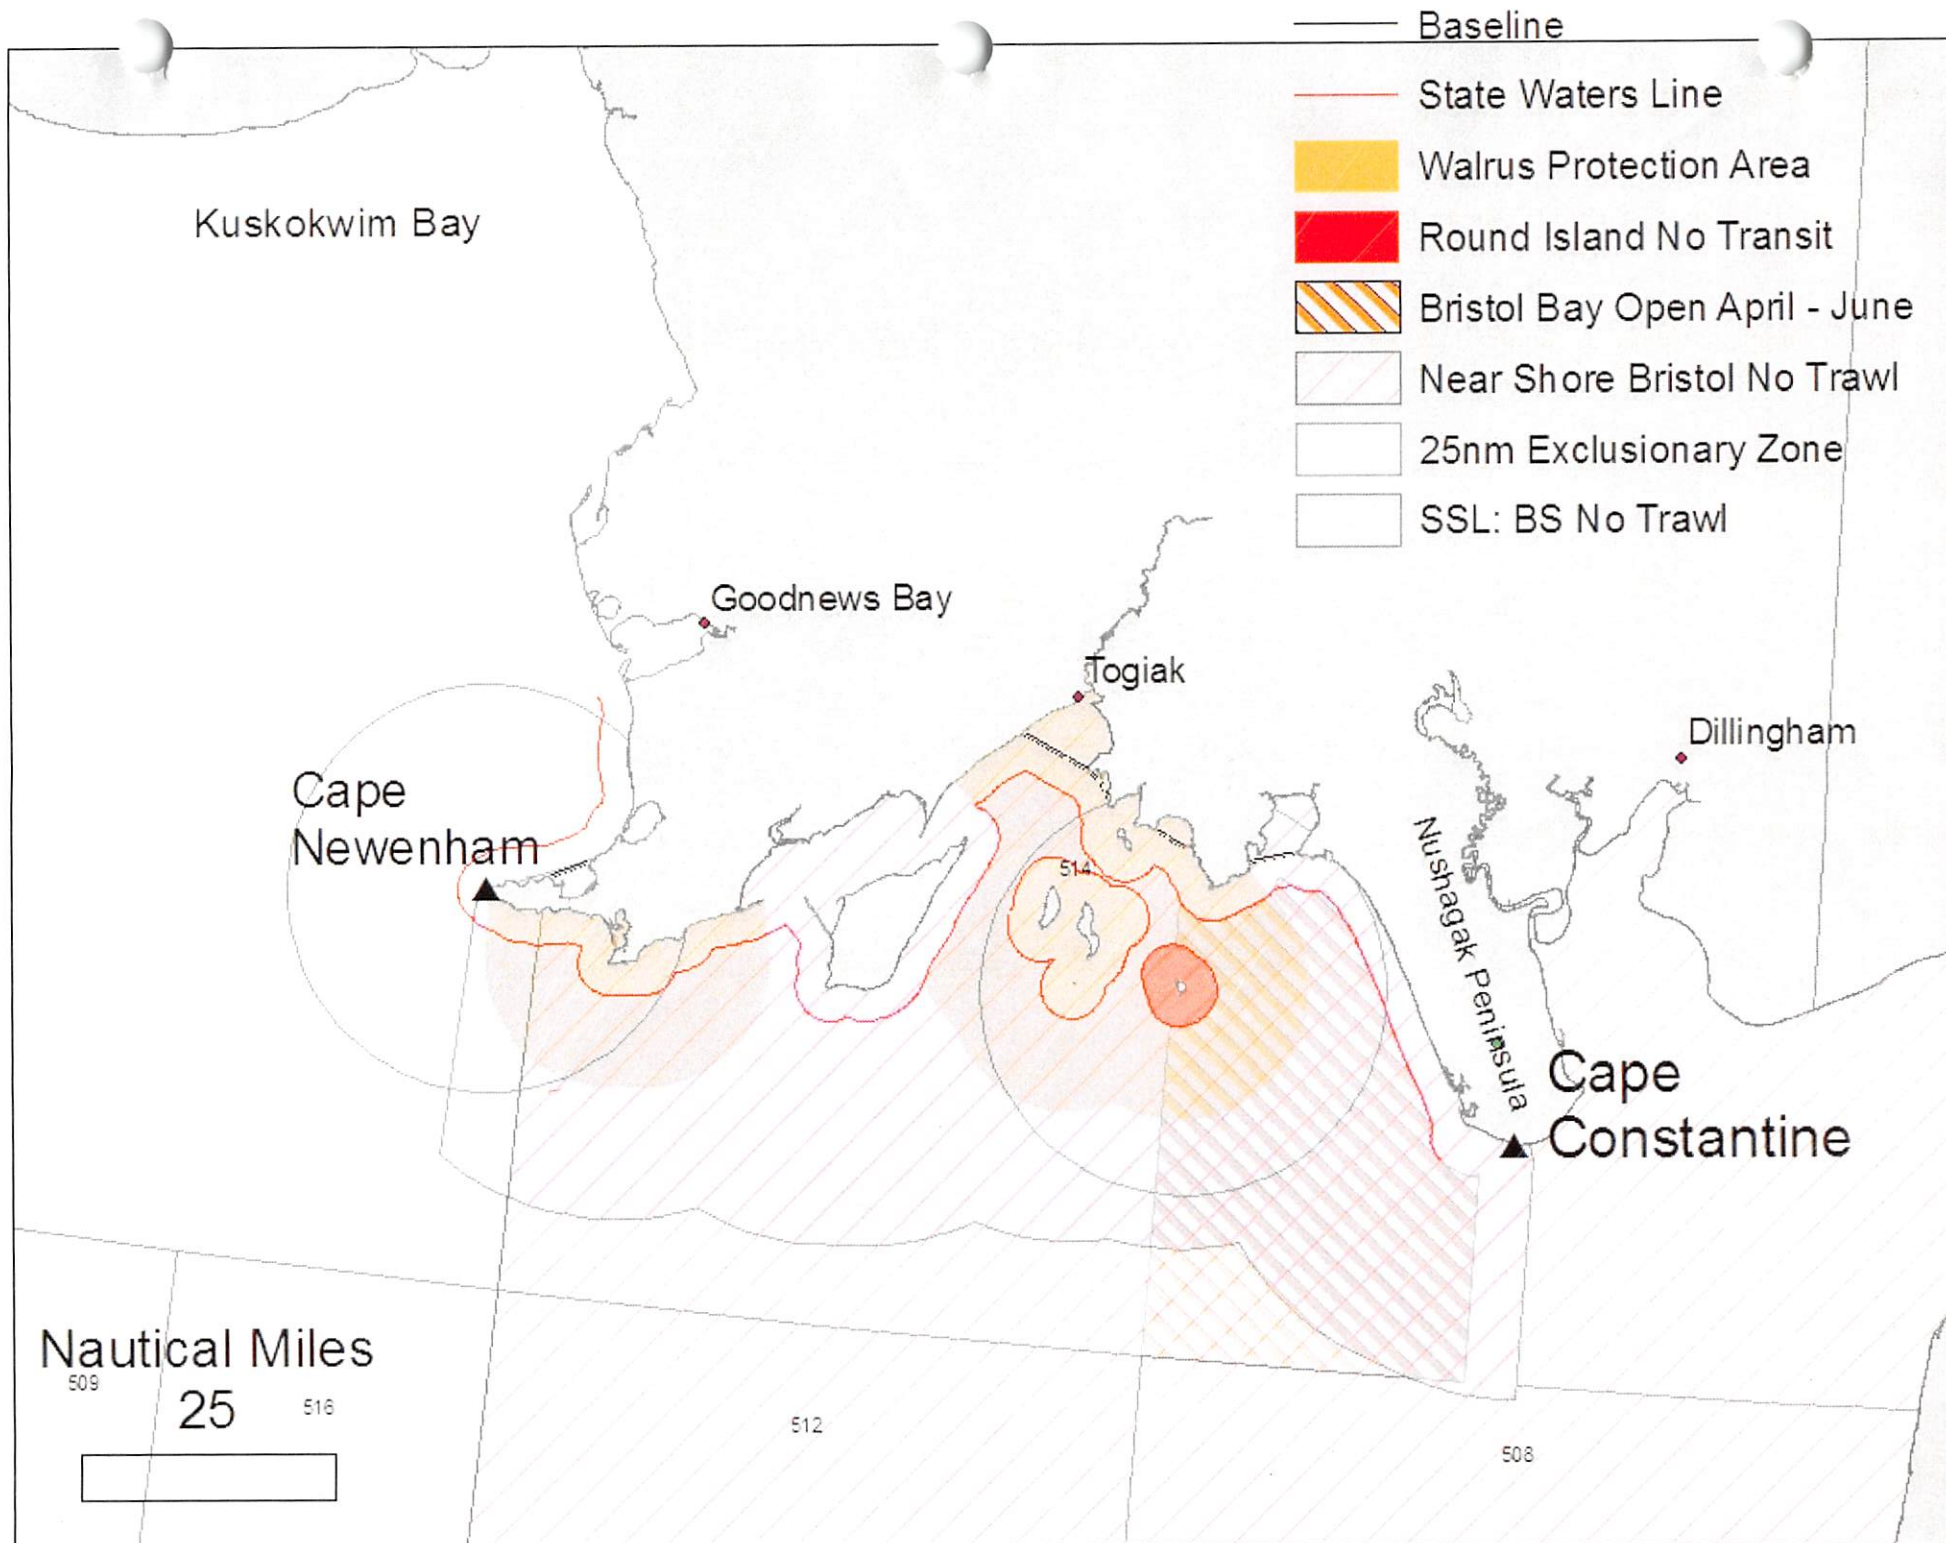 Baseline
State Waters Line
Walrus Protection Area
Round Island No Transit
Bristol Bay Open April - June
Near Shore Bristol No Trawl
25nm Exclusionary Zone
SSL: BS No Trawl
Kuskokwim Bay
Goodnews Bay
Togiak
Dillingham
Cape
Newenham
514
Nushagak Peninsula
Cape
Constantine
Nautical Miles
25
509
516
512
508